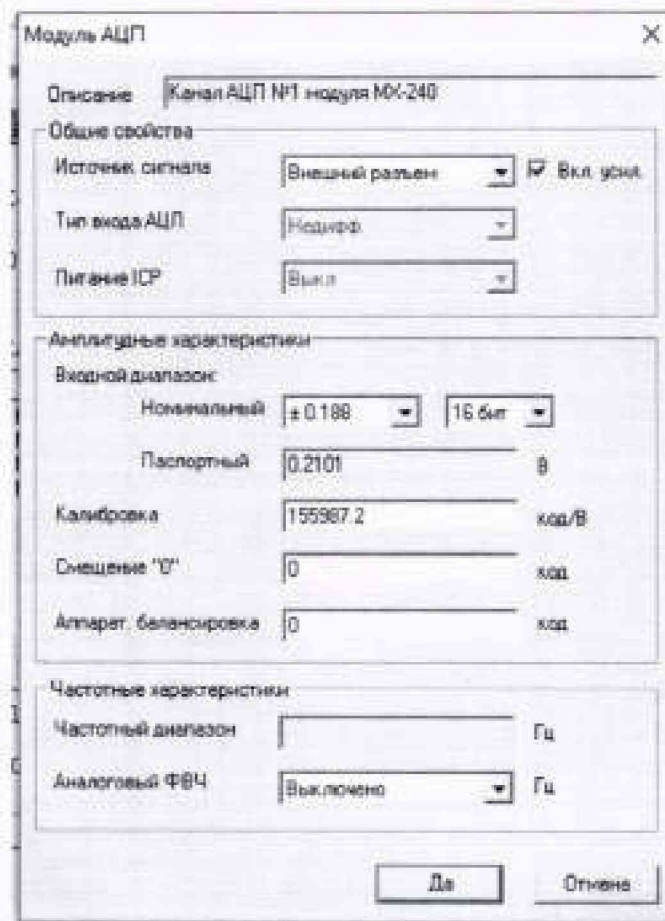 Модуль АЦП
Описание Канал АЦП №1 модуля MX-240
Общие свойства
Источник сигнала Внешний разъем Вкл. усил.
Тип входа АЦП Недифф.
Питание ICP Выкл
Амплитудные характеристики
Входной диапазон:
Номинальный ± 0.188 16 бит
Паспортный 0.2101 В
Калибровка 155987.2 код/В
Смещение "0" 0 код
Аппарат. балансировка 0 код
Частотные характеристики
Частотный диапазон Гц
Аналоговый ФВЧ Выключено Гц
Да Отмена